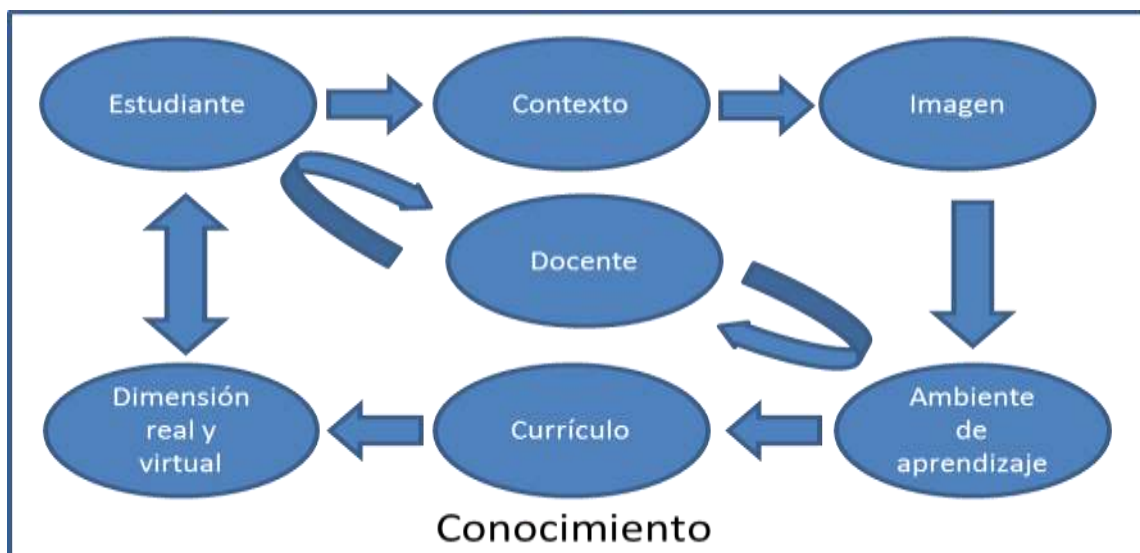 Estudiante
Contexto
Imagen
Docente
Dimensión
real y
virtual
Currículo
Ambiente
de
aprendizaje
Conocimiento